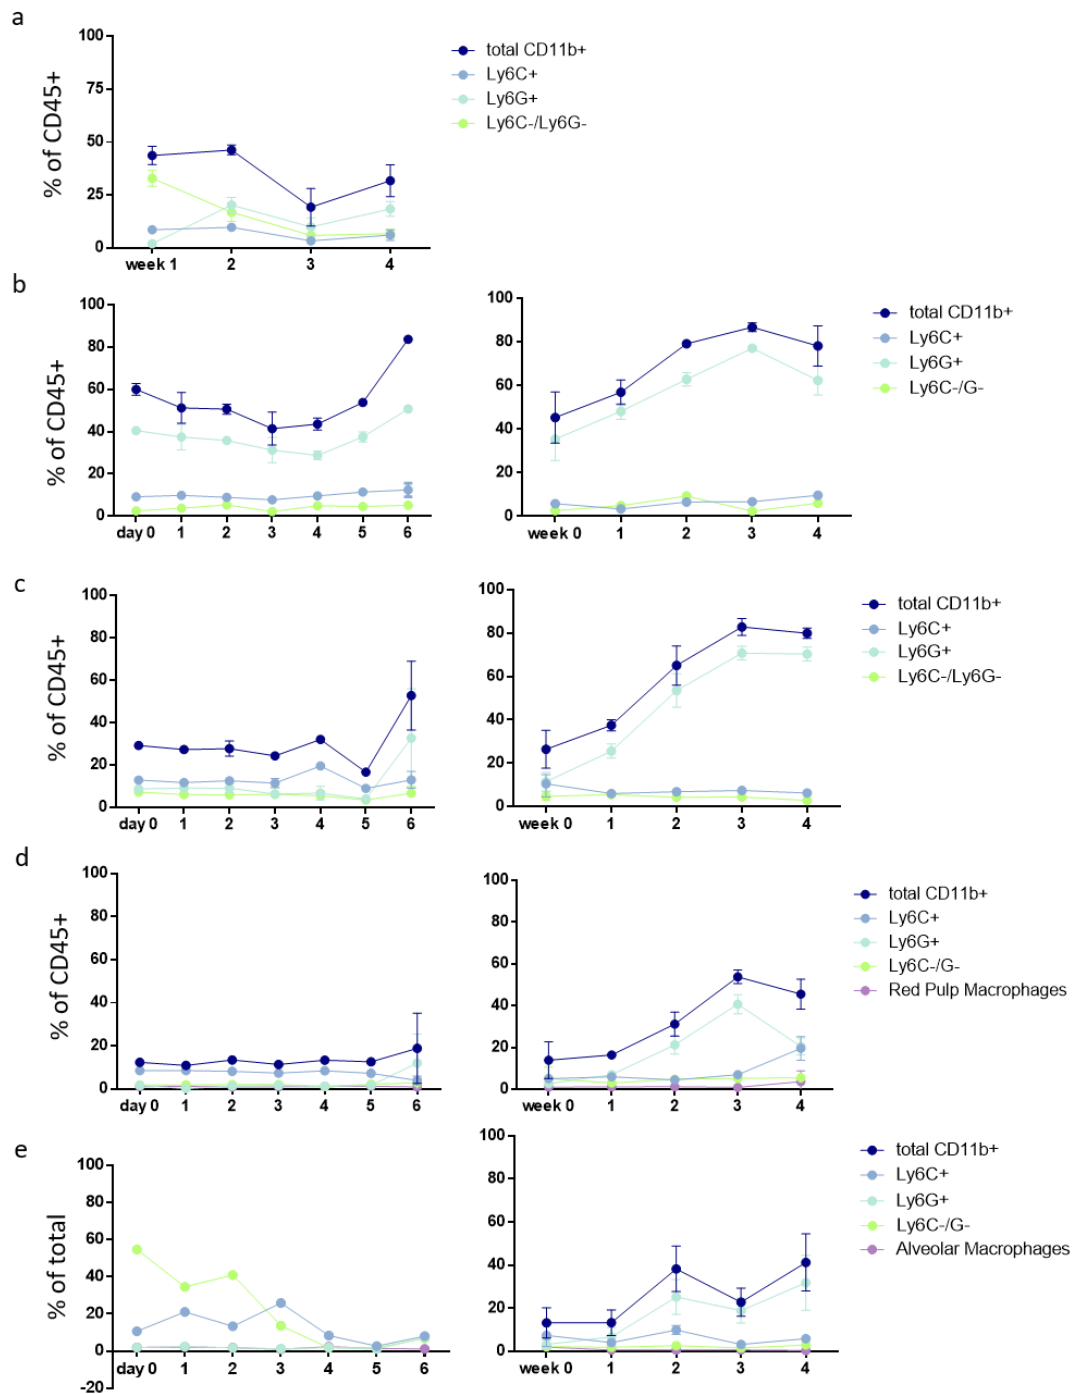 a
100
75
50
25
0
% of CD45+
week 1 2 3 4
total CD11b+
Ly6C+
Ly6G+
Ly6C-/Ly6G-
b
100
80
60
40
20
0
% of CD45+
day 0 1 2 3 4 5 6
100
80
60
40
20
0
week 0 1 2 3 4
total CD11b+
Ly6C+
Ly6G+
Ly6C-/G-
c
100
80
60
40
20
0
% of CD45+
day 0 1 2 3 4 5 6
100
80
60
40
20
0
week 0 1 2 3 4
total CD11b+
Ly6C+
Ly6G+
Ly6C-/Ly6G-
d
100
80
60
40
20
0
% of CD45+
day 0 1 2 3 4 5 6
100
80
60
40
20
0
week 0 1 2 3 4
total CD11b+
Ly6C+
Ly6G+
Ly6C-/G-
Red Pulp Macrophages
e
100
80
60
40
20
0
-20
% of total
day 0 1 2 3 4 5 6
100
80
60
40
20
0
week 0 1 2 3 4
total CD11b+
Ly6C+
Ly6G+
Ly6C-/G-
Alveolar Macrophages